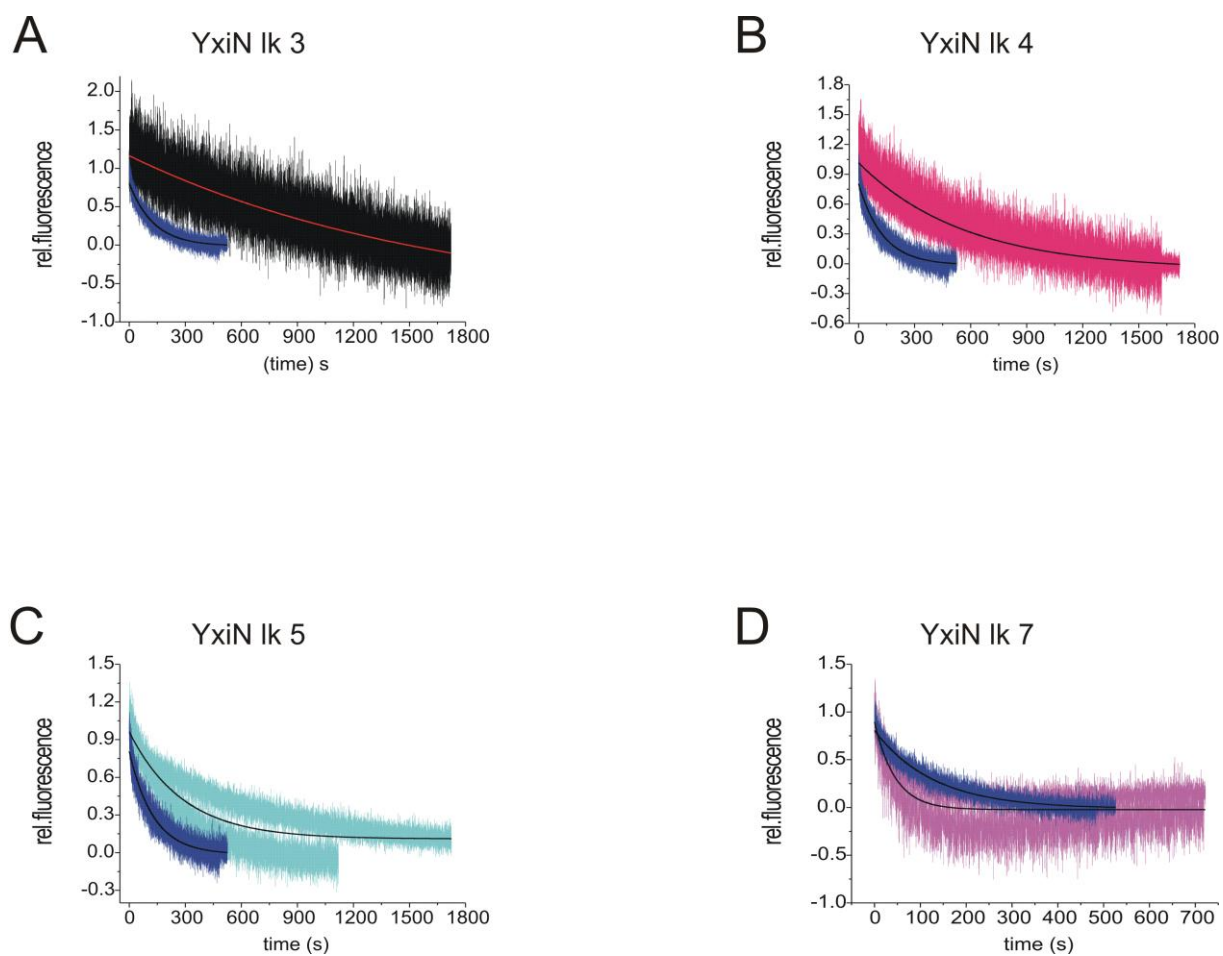 A
YxiN lk 3
rel.fluorescence
2.0
1.5
1.0
0.5
0.0
-0.5
-1.0
0 300 600 900 1200 1500 1800
(time) s
B
YxiN lk 4
rel.fluorescence
1.8
1.5
1.2
0.9
0.6
0.3
0.0
-0.3
-0.6
0 300 600 900 1200 1500 1800
time (s)
C
YxiN lk 5
rel.fluorescence
1.5
1.2
0.9
0.6
0.3
0.0
-0.3
0 300 600 900 1200 1500 1800
time (s)
D
YxiN lk 7
rel.fluorescence
1.5
1.0
0.5
0.0
-0.5
-1.0
0 100 200 300 400 500 600 700
time (s)